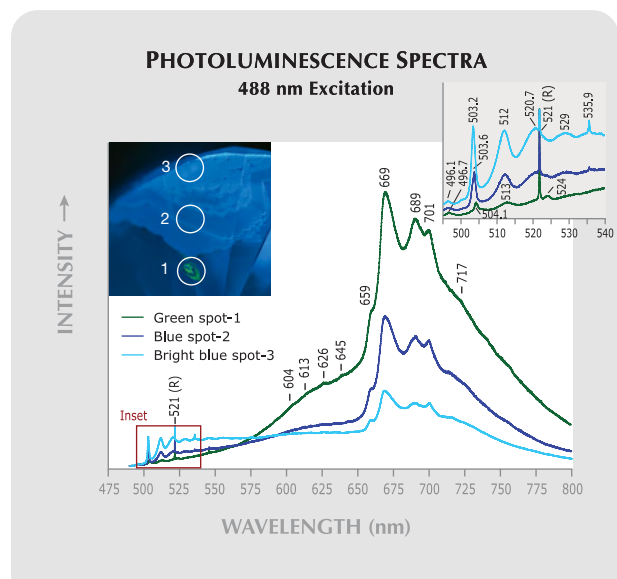 PHOTOLUMINESCENCE SPECTRA
488 nm Excitation
INTENSITY →
3
2
1
Green spot-1
Blue spot-2
Bright blue spot-3
Inset
521 (R)
604
613
626
645
659
669
689
701
717
496.1
496.7
503.2
503.6
504.1
512
513
520.7
521 (R)
524
529
535.9
500 510 520 530 540
475 500 525 550 575 600 625 650 675 700 725 750 775 800
WAVELENGTH (nm)